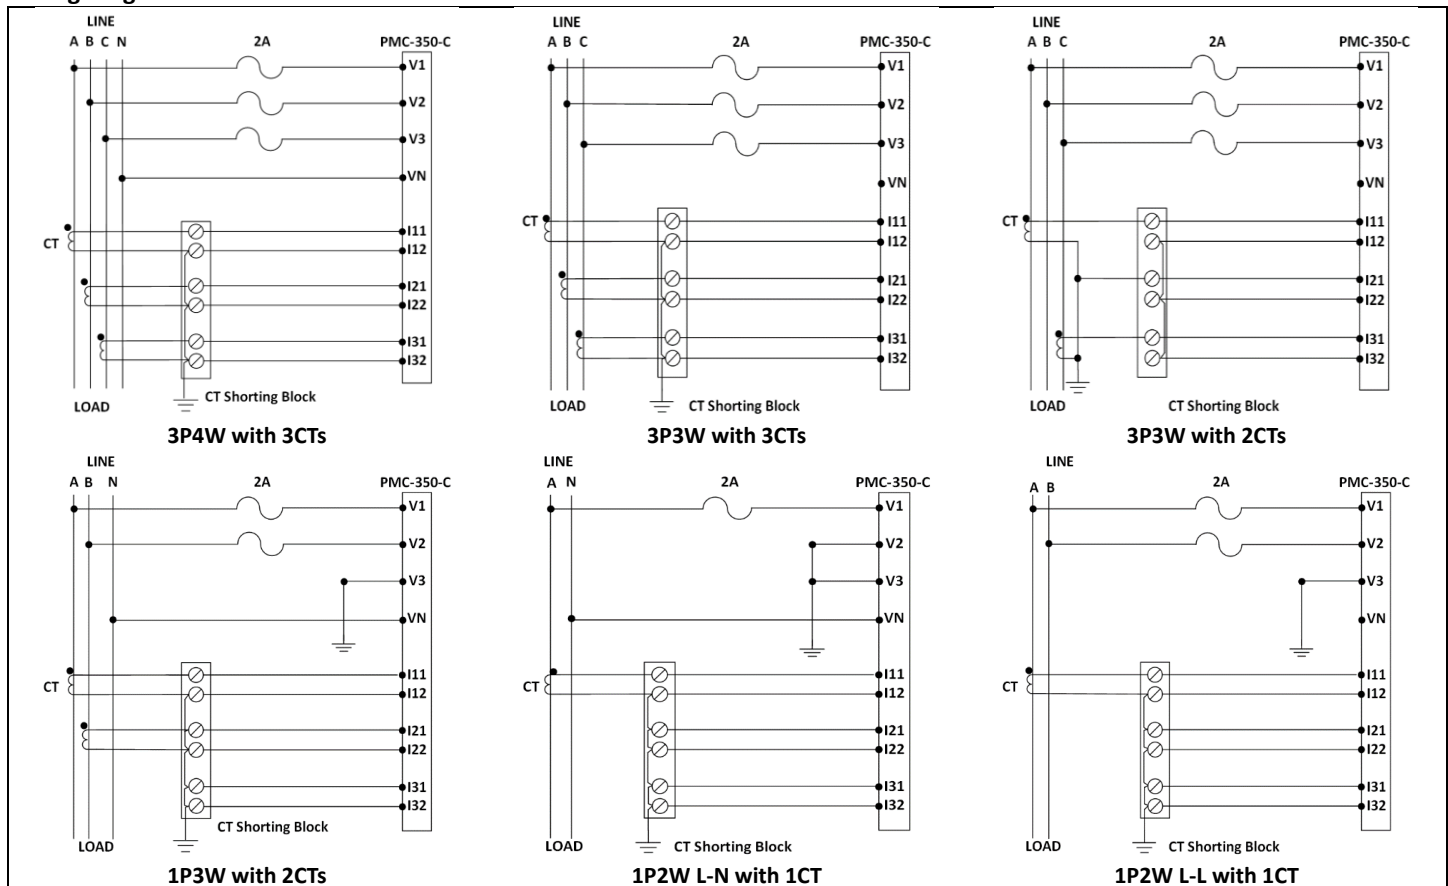 LINE
A B C N 2A PMC-350-C
V1
V2
V3
VN
CT
I11
I12
I21
I22
I31
I32
CT Shorting Block
LOAD
3P4W with 3CTs
LINE
A B C 2A PMC-350-C
V1
V2
V3
VN
CT
I11
I12
I21
I22
I31
I32
LOAD CT Shorting Block
3P3W with 3CTs
LINE
A B C 2A PMC-350-C
V1
V2
V3
VN
CT
I11
I12
I21
I22
I31
I32
LOAD CT Shorting Block
3P3W with 2CTs
LINE
A B N 2A PMC-350-C
V1
V2
V3
VN
I11
CT
I12
I21
I22
I31
I32
CT Shorting Block
LOAD
1P3W with 2CTs
LINE
A N 2A PMC-350-C
V1
V2
V3
VN
I11
CT
I12
I21
I22
I31
I32
LOAD CT Shorting Block
1P2W L-N with 1CT
LINE
A B 2A PMC-350-C
V1
V2
V3
VN
I11
CT
I12
I21
I22
I31
I32
LOAD CT Shorting Block
1P2W L-L with 1CT